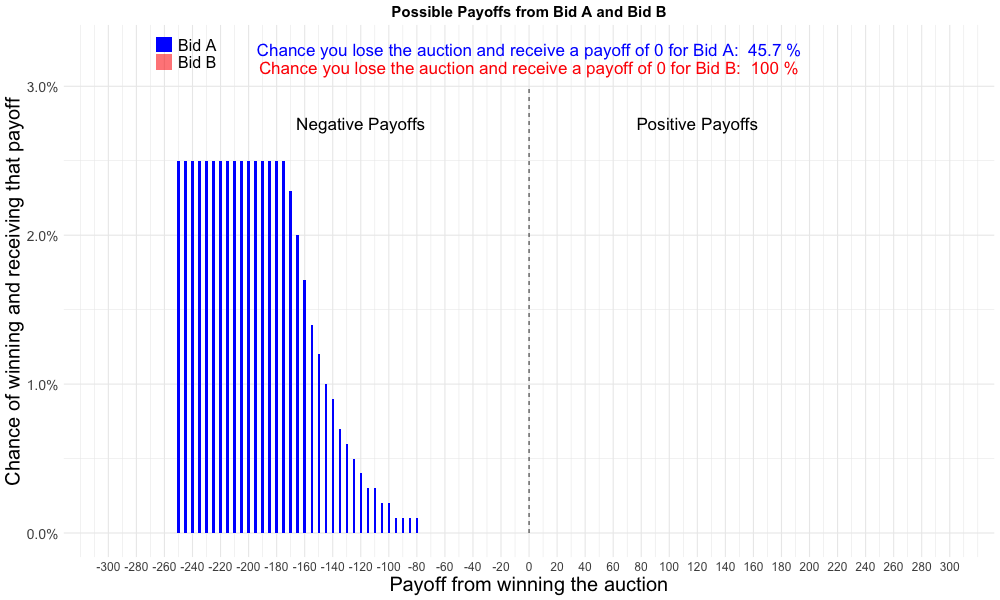 Possible Payoffs from Bid A and Bid B
Bid A
Bid B
Chance you lose the auction and receive a payoff of 0 for Bid A: 45.7 %
Chance you lose the auction and receive a payoff of 0 for Bid B: 100 %
Negative Payoffs
Positive Payoffs
Chance of winning and receiving that payoff
3.0%
2.0%
1.0%
0.0%
-300 -280 -260 -240 -220 -200 -180 -160 -140 -120 -100 -80 -60 -40 -20 0 20 40 60 80 100 120 140 160 180 200 220 240 260 280 300
Payoff from winning the auction